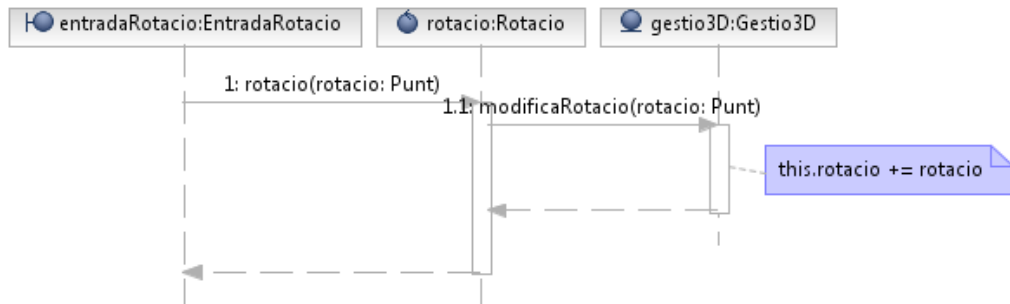 entradaRotacio:EntradaRotacio
rotacio:Rotacio
gestio3D:Gestio3D
1: rotacio(rotacio: Punt)
1.1: modificaRotacio(rotacio: Punt)
this.rotacio += rotacio